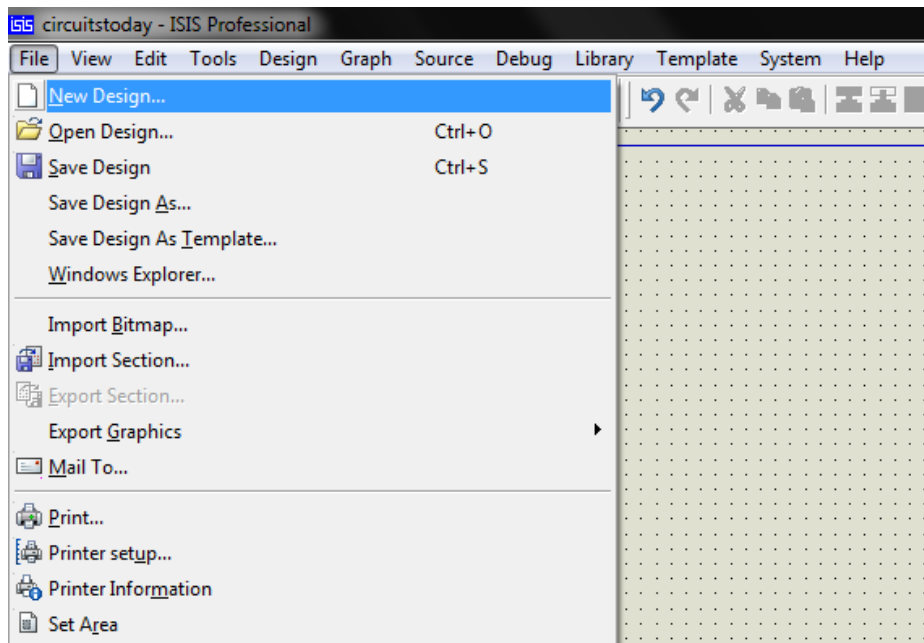 isis circuitstoday - ISIS Professional
File View Edit Tools Design Graph Source Debug Library Template System Help
New Design...
Open Design... Ctrl+O
Save Design Ctrl+S
Save Design As...
Save Design As Template...
Windows Explorer...
Import Bitmap...
Import Section...
Export Section...
Export Graphics
Mail To...
Print...
Printer setup...
Printer Information
Set Area